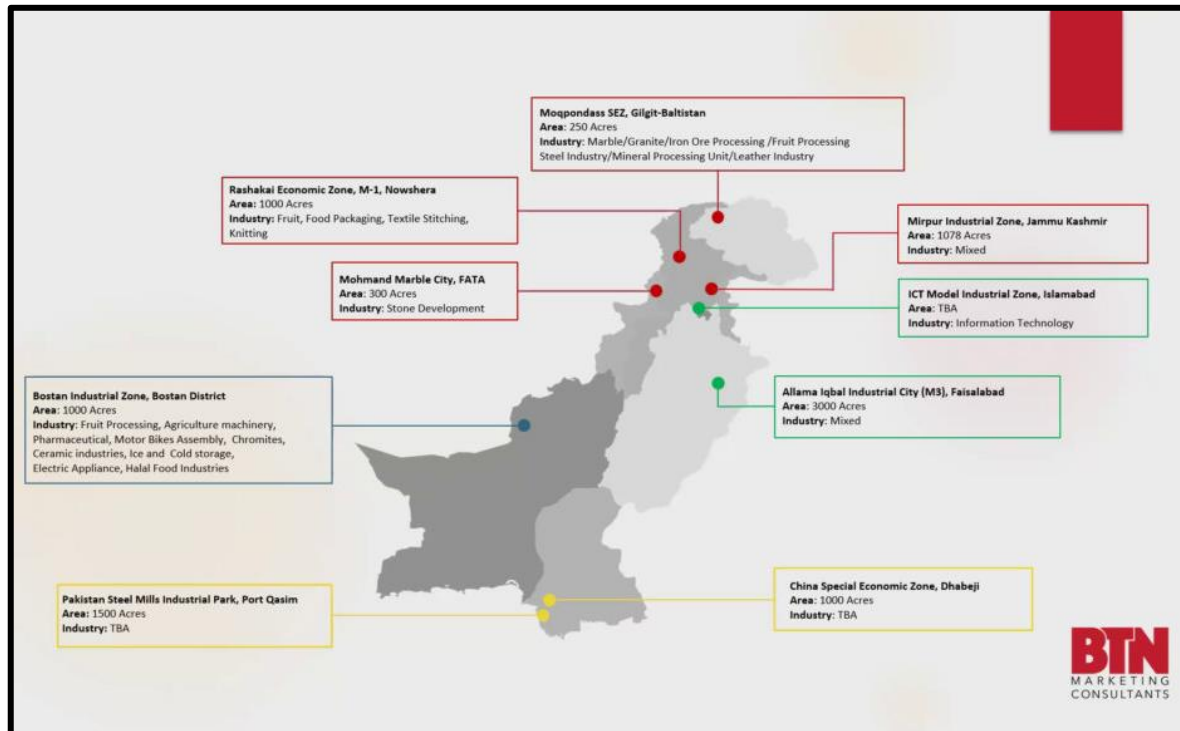 Moqpondass SEZ, Gilgit-Baltistan
Area: 250 Acres
Industry: Marble/Granite/Iron Ore Processing /Fruit Processing
Steel Industry/Mineral Processing Unit/Leather Industry
Rashakai Economic Zone, M-1, Nowshera
Area: 1000 Acres
Industry: Fruit, Food Packaging, Textile Stitching,
Knitting
Mirpur Industrial Zone, Jammu Kashmir
Area: 1078 Acres
Industry: Mixed
Mohmand Marble City, FATA
Area: 300 Acres
Industry: Stone Development
ICT Model Industrial Zone, Islamabad
Area: TBA
Industry: Information Technology
Bostan Industrial Zone, Bostan District
Area: 1000 Acres
Industry: Fruit Processing, Agriculture machinery,
Pharmaceutical, Motor Bikes Assembly, Chromites,
Ceramic industries, Ice and Cold storage,
Electric Appliance, Halal Food Industries
Allama Iqbal Industrial City (M3), Faisalabad
Area: 3000 Acres
Industry: Mixed
Pakistan Steel Mills Industrial Park, Port Qasim
Area: 1500 Acres
Industry: TBA
China Special Economic Zone, Dhabeji
Area: 1000 Acres
Industry: TBA
BTN
MARKETING
CONSULTANTS